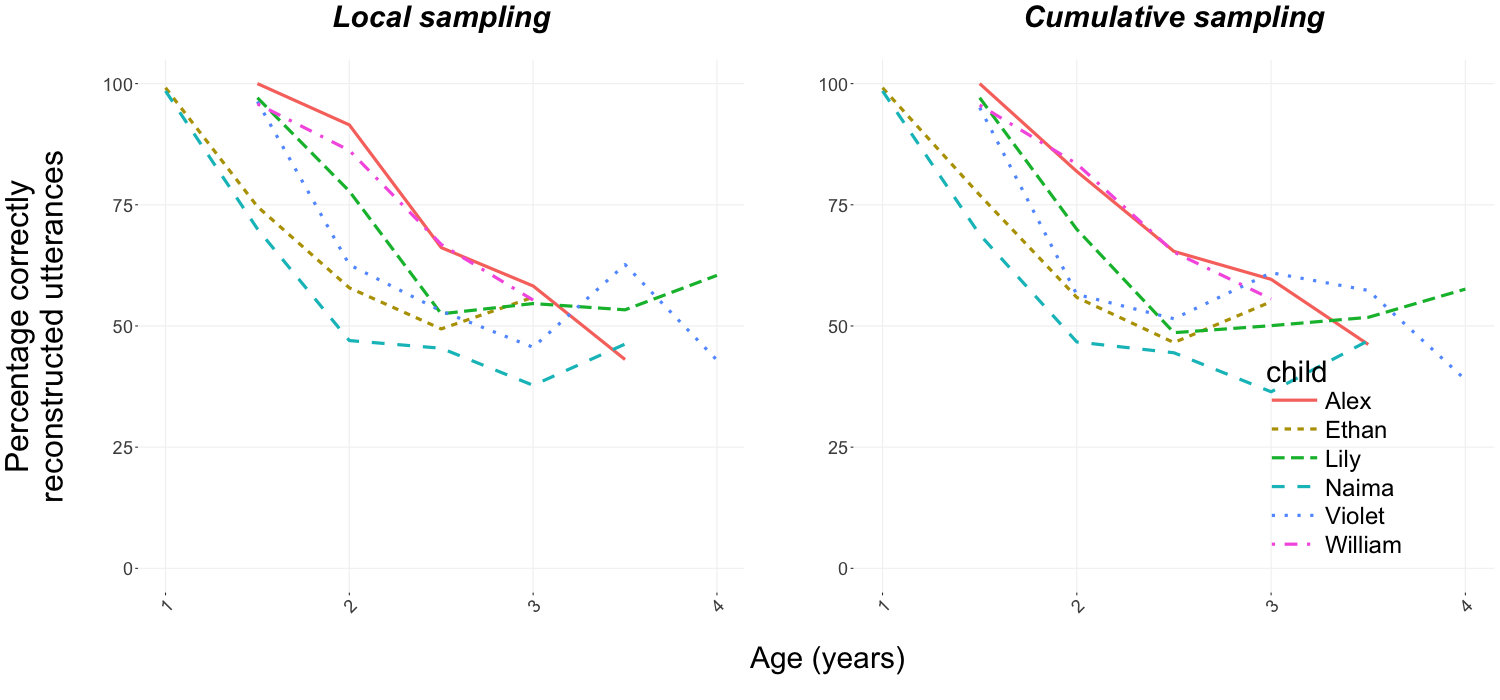 Local sampling
Cumulative sampling
Percentage correctly
reconstructed utterances
100
75
50
25
0
1
2
3
4
100
75
50
25
0
1
2
3
4
child
Alex
Ethan
Lily
Naima
Violet
William
Age (years)